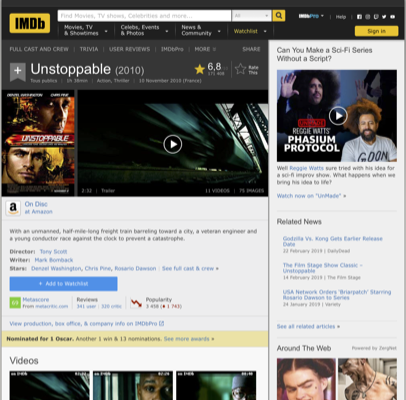 IMDb
Find Movies, TV shows, Celebrities and more...
All
IMDbPro
Help
Movies, TV
& Showtimes
Celebs, Events
& Photos
News &
Community
Watchlist
Sign in
FULL CAST AND CREW | TRIVIA | USER REVIEWS | IMDbPro | MORE
SHARE
Unstoppable (2010)
6,8
Rate
This
Tous publics | 1h 38min | Action, Thriller | 10 November 2010 (France)
DENZEL WASHINGTON CHRIS PINE
UNSTOPPABLE
2:32 | Trailer
11 VIDEOS | 75 IMAGES
a
On Disc
at Amazon
With an unmanned, half-mile-long freight train barreling toward a city, a veteran engineer and
a young conductor race against the clock to prevent a catastrophe.
Director: Tony Scott
Writer: Mark Bomback
Stars: Denzel Washington, Chris Pine, Rosario Dawson | See full cast & crew »
+ Add to Watchlist
Metascore
From metacritic.com
Reviews
341 user | 320 critic
Popularity
2 458 (1 743)
View production, box office, & company info on IMDbPro
Nominated for 1 Oscar. Another 1 win & 13 nominations. See more awards »
Videos
Can You Make a Sci-Fi Series
Without a Script?
REGGIE WATTS'
PHASIUM
PROTOCOL
Well Reggie Watts sure tried with his idea for
a sci-fi improv show. What happens when we
bring his idea to life?
Watch now on "UnMade" »
Related News
Godzilla Vs. Kong Gets Earlier Release
Date
22 February 2019 | DailyDead
The Film Stage Show Classic –
Unstoppable
14 February 2019 | The Film Stage
USA Network Orders 'Briarpatch' Starring
Rosario Dawson to Series
24 January 2019 | Variety
See all related articles »
Around The Web | Powered by ZergNet